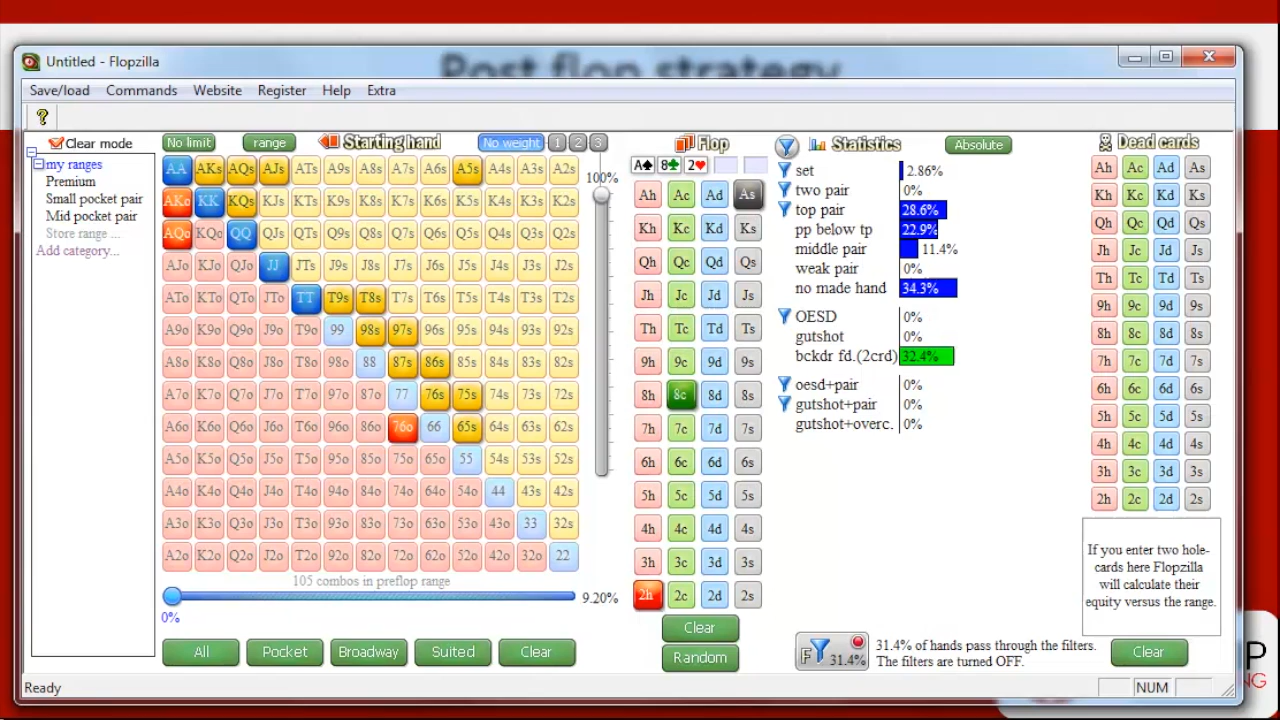 Post flop strategy
Untitled - Flopzilla
Save/load Commands Website Register Help Extra
?
Clear mode
my ranges
Premium
Small pocket pair
Mid pocket pair
Store range ...
Add category...
No limit range Starting hand No weight 1 2 3
AA AKs AQs AJs ATs A9s A8s A7s A6s A5s A4s A3s A2s
AKo KK KQs KJs KTs K9s K8s K7s K6s K5s K4s K3s K2s
AQo KQo QQ QJs QTs Q9s Q8s Q7s Q6s Q5s Q4s Q3s Q2s
AJo KJo QJo JJ JTs J9s J8s J7s J6s J5s J4s J3s J2s
ATo KTo QTo JTo TT T9s T8s T7s T6s T5s T4s T3s T2s
A9o K9o Q9o J9o T9o 99 98s 97s 96s 95s 94s 93s 92s
A8o K8o Q8o J8o T8o 98o 88 87s 86s 85s 84s 83s 82s
A7o K7o Q7o J7o T7o 97o 87o 77 76s 75s 74s 73s 72s
A6o K6o Q6o J6o T6o 96o 86o 76o 66 65s 64s 63s 62s
A5o K5o Q5o J5o T5o 95o 85o 75o 65o 55 54s 53s 52s
A4o K4o Q4o J4o T4o 94o 84o 74o 64o 54o 44 43s 42s
A3o K3o Q3o J3o T3o 93o 83o 73o 63o 53o 43o 33 32s
A2o K2o Q2o J2o T2o 92o 82o 72o 62o 52o 42o 32o 22
100%
105 combos in preflop range
9.20%
0%
All Pocket Broadway Suited Clear
Flop
A♠ 8♣ 2♥
Ah Ac Ad As
Kh Kc Kd Ks
Qh Qc Qd Qs
Jh Jc Jd Js
Th Tc Td Ts
9h 9c 9d 9s
8h 8c 8d 8s
7h 7c 7d 7s
6h 6c 6d 6s
5h 5c 5d 5s
4h 4c 4d 4s
3h 3c 3d 3s
2h 2c 2d 2s
Clear
Random
Statistics Absolute
set 2.86%
two pair 0%
top pair 28.6%
pp below tp 22.9%
middle pair 11.4%
weak pair 0%
no made hand 34.3%
OESD 0%
gutshot 0%
bckdr fd.(2crd) 32.4%
oesd+pair 0%
gutshot+pair 0%
gutshot+overc. 0%
F 31.4%
31.4% of hands pass through the filters.
The filters are turned OFF.
Dead cards
Ah Ac Ad As
Kh Kc Kd Ks
Qh Qc Qd Qs
Jh Jc Jd Js
Th Tc Td Ts
9h 9c 9d 9s
8h 8c 8d 8s
7h 7c 7d 7s
6h 6c 6d 6s
5h 5c 5d 5s
4h 4c 4d 4s
3h 3c 3d 3s
2h 2c 2d 2s
If you enter two hole-
cards here Flopzilla
will calculate their
equity versus the range.
Clear
Ready
NUM
P
NG